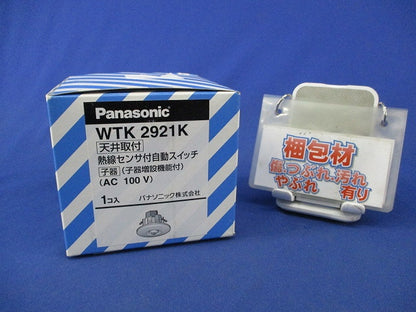 Panasonic
WTK 2921K
天井取付
熱線センサ付自動スイッチ
子器 (子器増設機能付)
(AC 100 V)
1コ入 パナソニック株式会社
梱包材
傷つぶれ・汚れ
やぶれ 有り